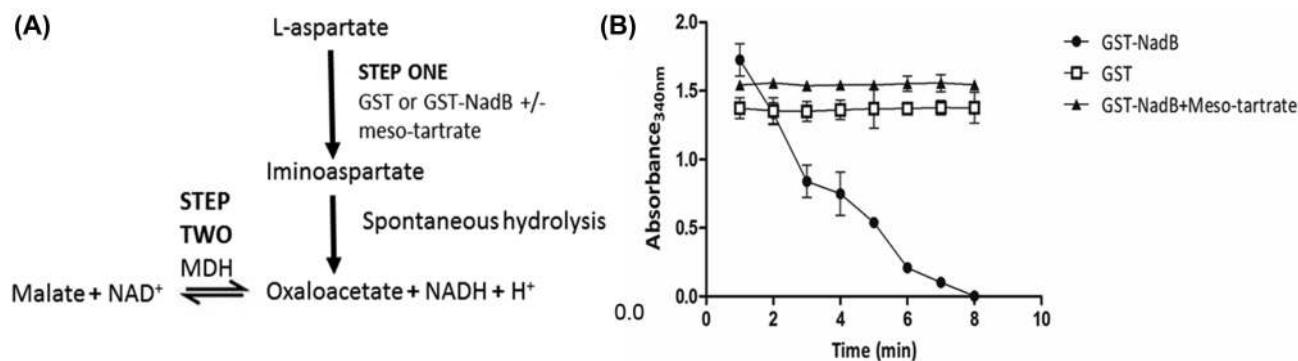 (A)
L-aspartate
STEP ONE
GST or GST-NadB +/-
meso-tartrate
Iminoaspartate
STEP
TWO
MDH
Spontaneous hydrolysis
Malate + NAD⁺
Oxaloacetate + NADH + H⁺
(B)
2.0
1.5
1.0
0.5
0.0
0.0
Absorbance340nm
0
2
4
6
8
10
Time (min)
GST-NadB
GST
GST-NadB+Meso-tartrate